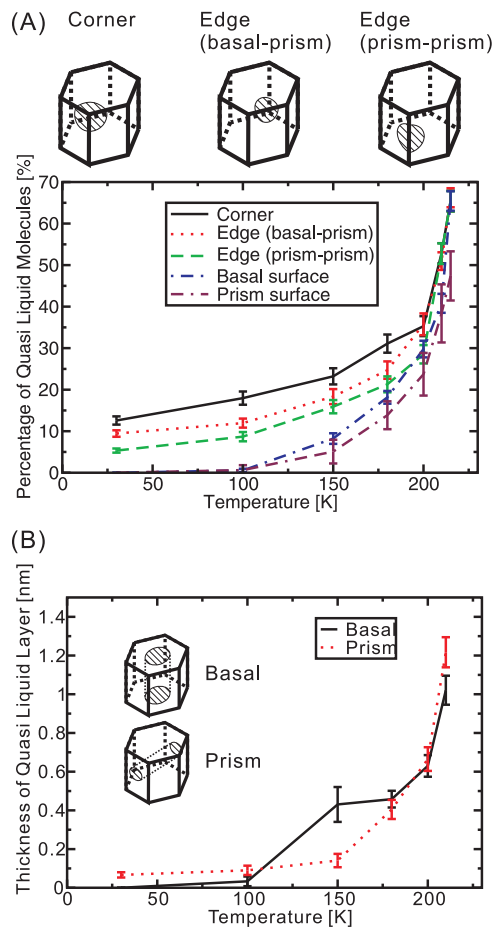 (A)
Corner
Edge
(basal-prism)
Edge
(prism-prism)
Percentage of Quasi Liquid Molecules [%]
70
60
50
40
30
20
10
0
0
50
100
150
200
Temperature [K]
Corner
Edge (basal-prism)
Edge (prism-prism)
Basal surface
Prism surface
(B)
Thickness of Quasi Liquid Layer [nm]
1.4
1.2
1
0.8
0.6
0.4
0.2
0
0
50
100
150
200
Temperature [K]
Basal
Prism
Basal
Prism